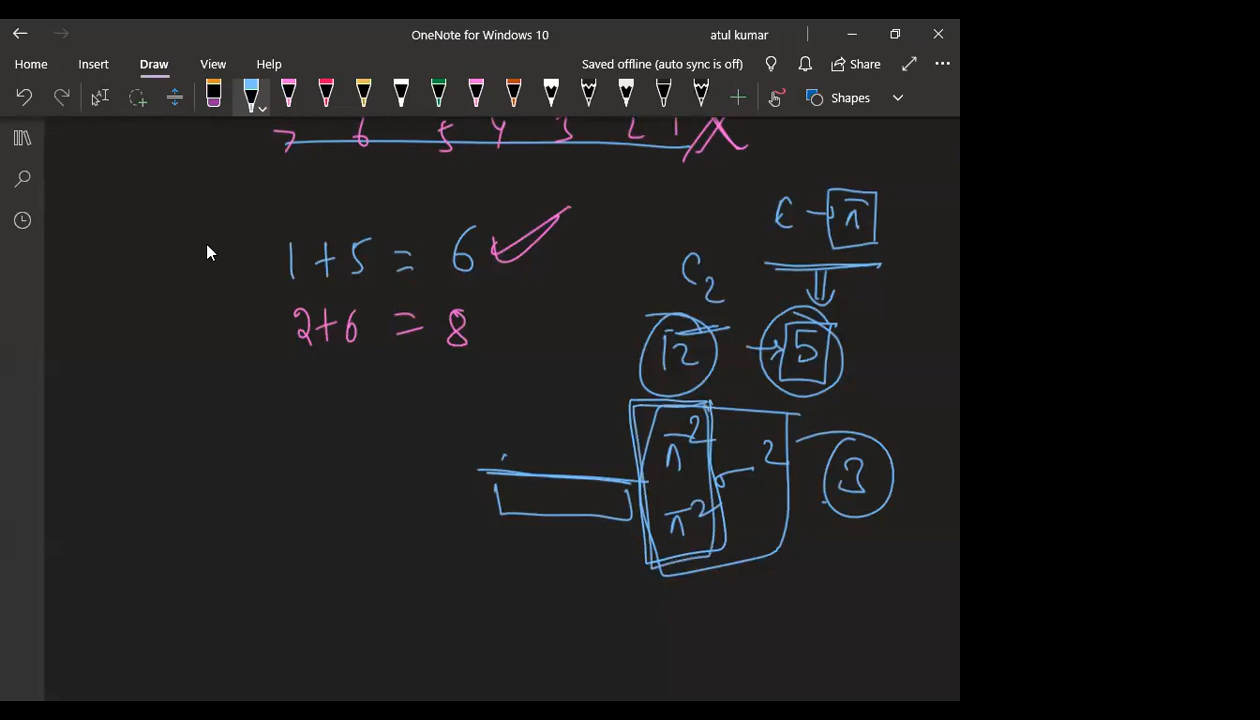 OneNote for Windows 10
atul kumar
Home Insert Draw View Help
Saved offline (auto sync is off)
Share
Shapes
7 6 5 4 3 2 1
1 + 5 = 6
2 + 6 = 8
C2
12
5
2
3